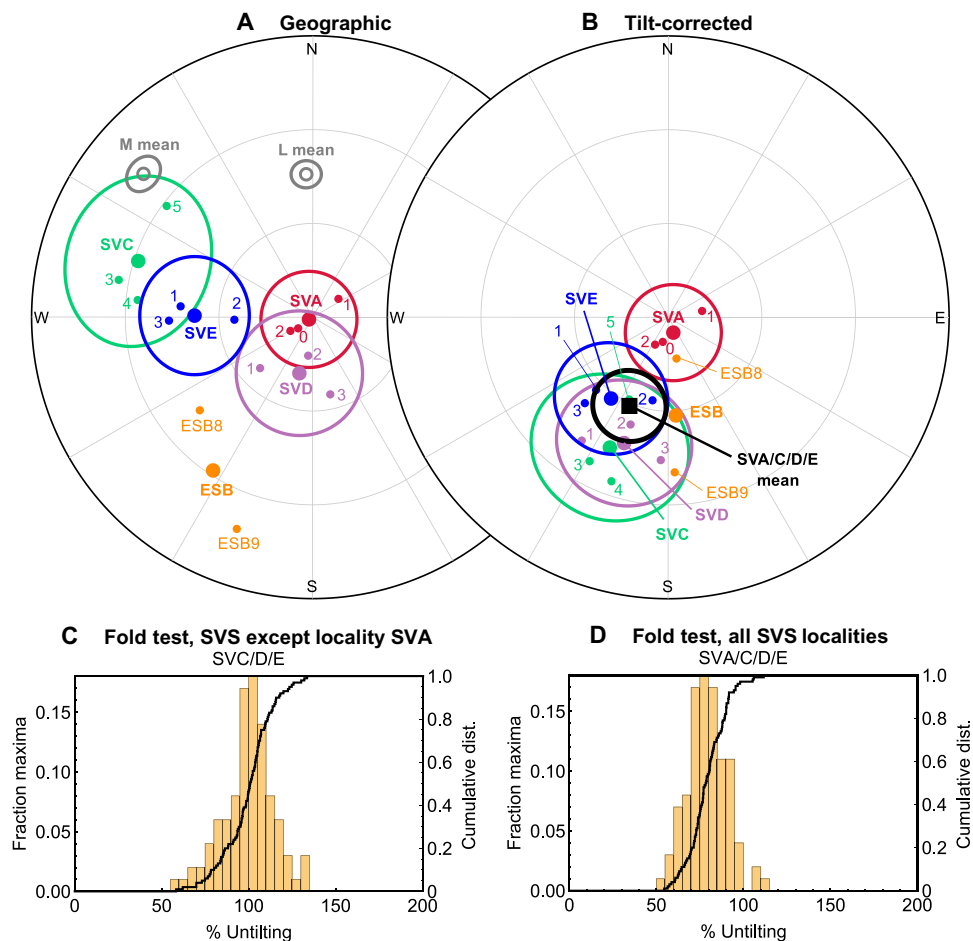 A Geographic
N
M mean
L mean
5
SVC
3
4
1
2
3
SVE
W
SVA
1
2
0
2
1
SVD
3
ESB8
ESB
ESB9
S
B Tilt-corrected
N
W
E
SVE
1
5
SVA
1
2
0
ESB8
3
2
ESB
2
1
3
3
4
SVA/C/D/E
mean
ESB9
SVD
SVC
S
C Fold test, SVS except locality SVA
SVC/D/E
Fraction maxima
0.15
0.10
0.05
0.00
1.0
0.8
0.6
0.4
0.2
0
Cumulative dist.
0 50 100 150 200
% Untilting
D Fold test, all SVS localities
SVA/C/D/E
Fraction maxima
0.15
0.10
0.05
0.00
1.0
0.8
0.6
0.4
0.2
0
Cumulative dist.
0 50 100 150 200
% Untilting